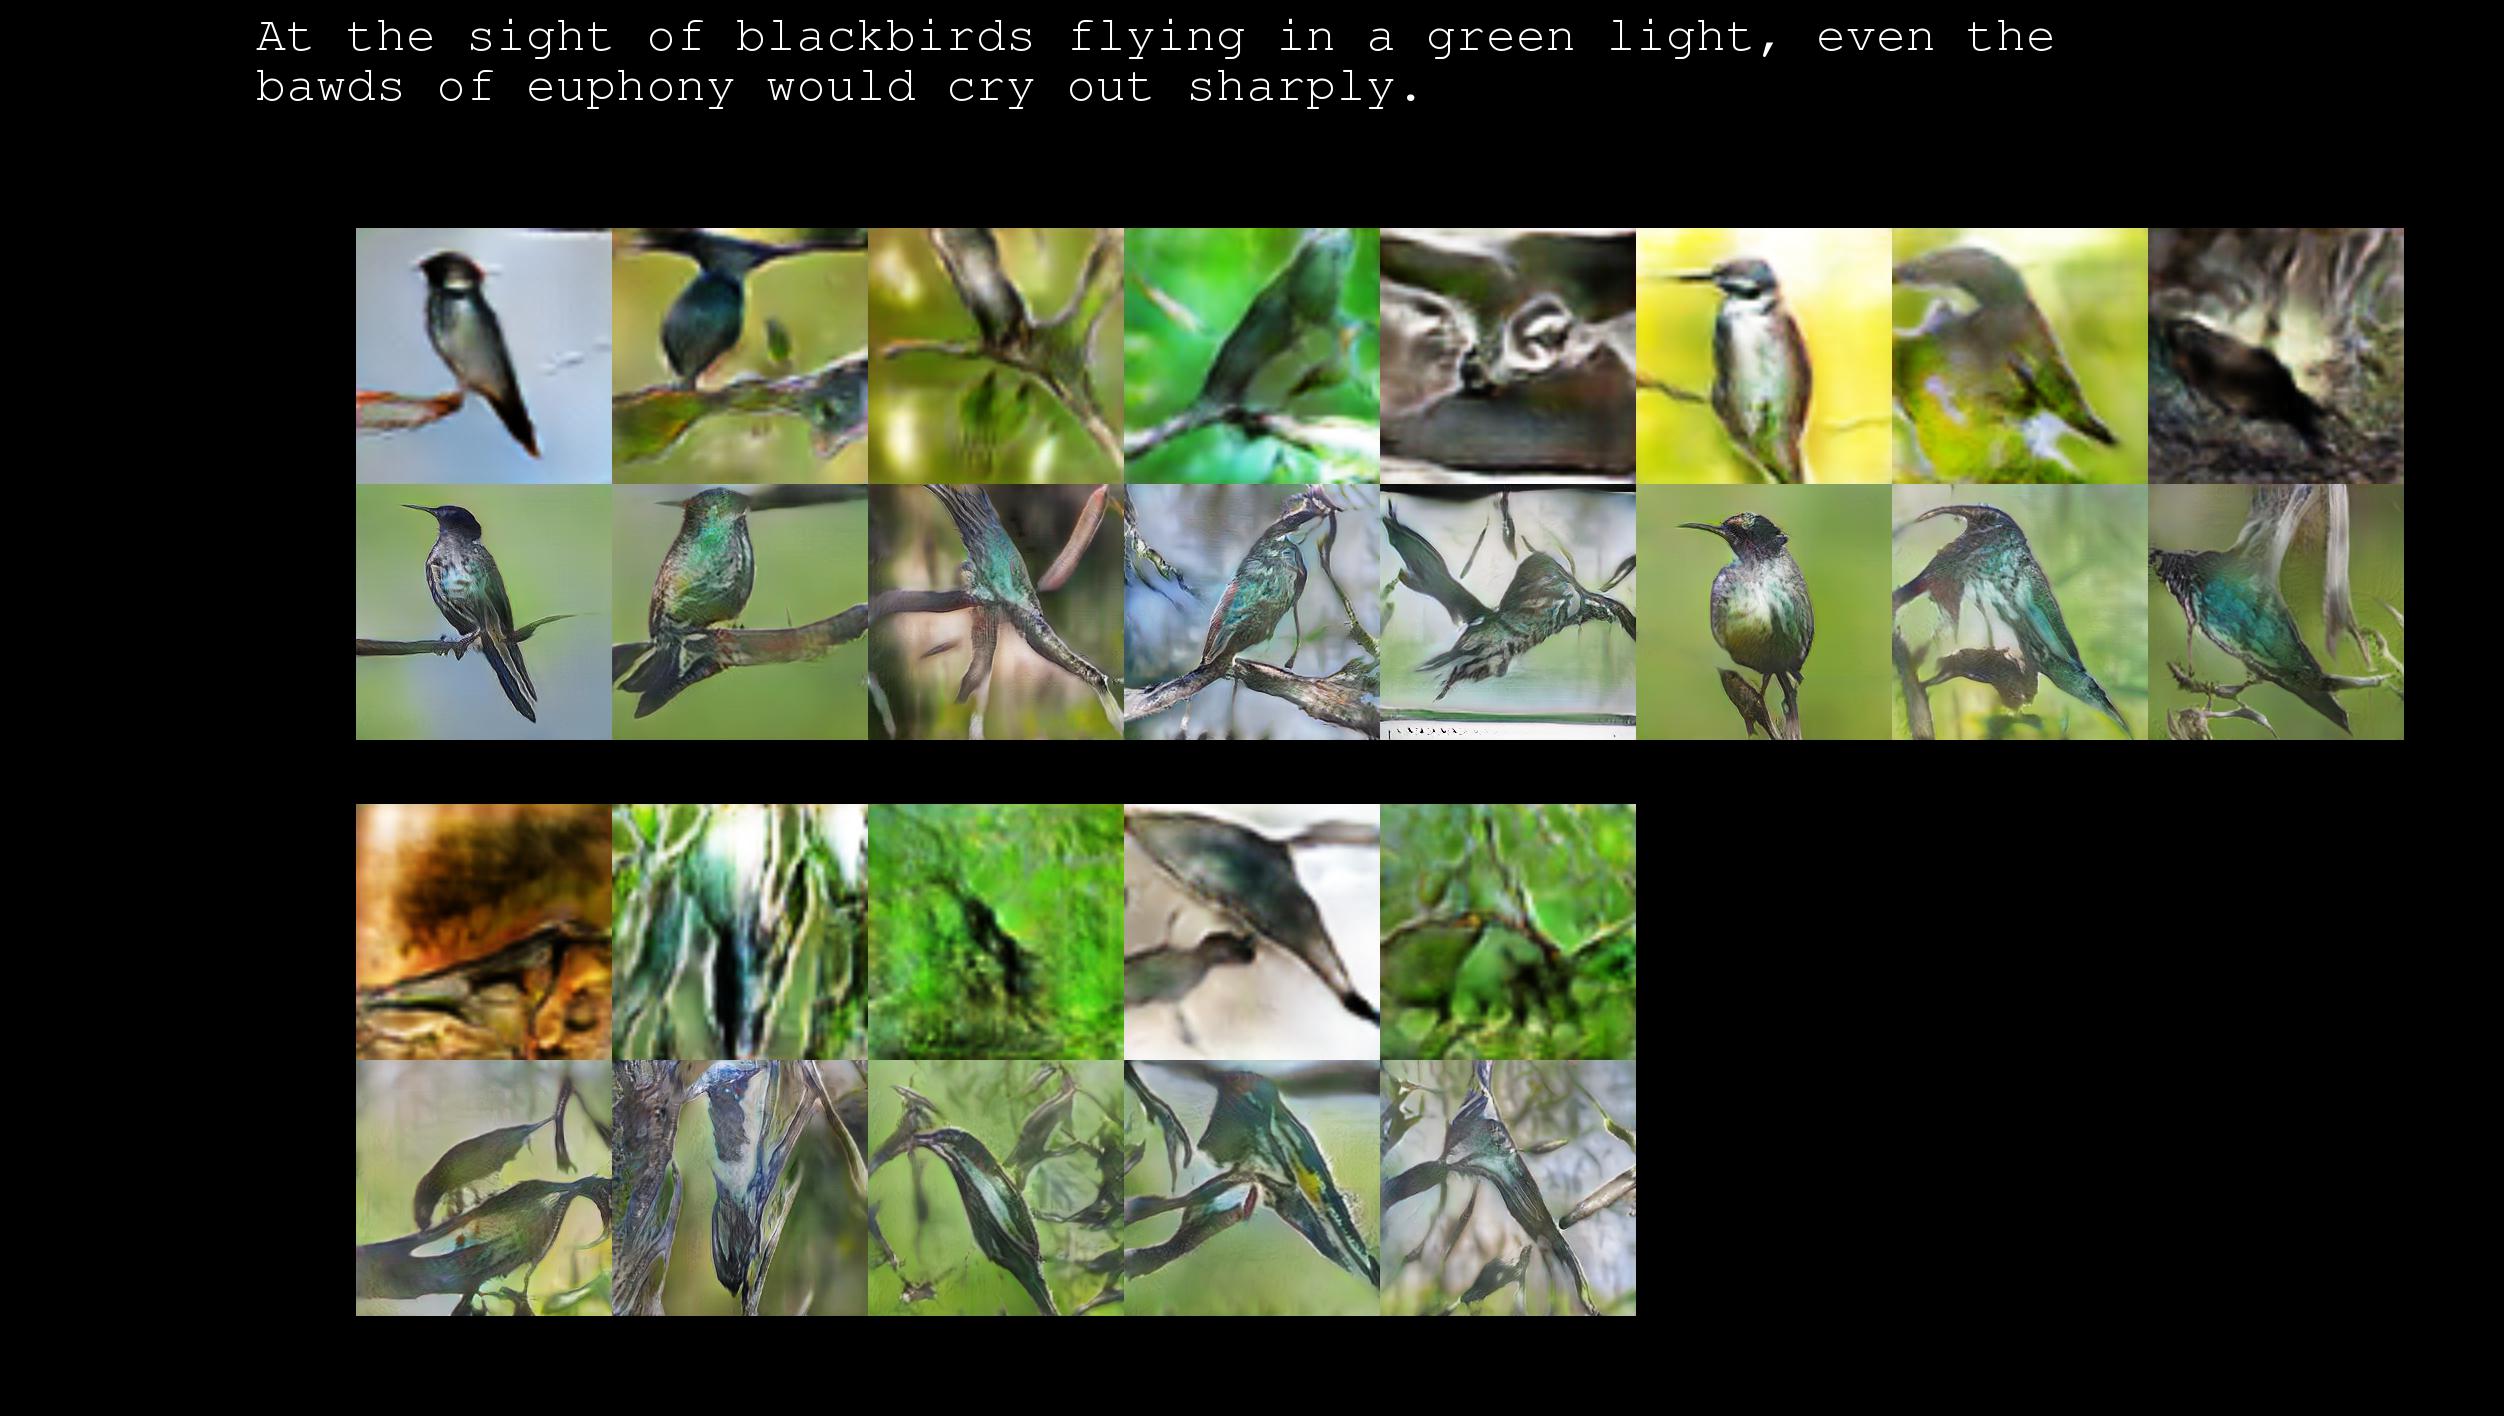 At the sight of blackbirds flying in a green light, even the
bawds of euphony would cry out sharply.